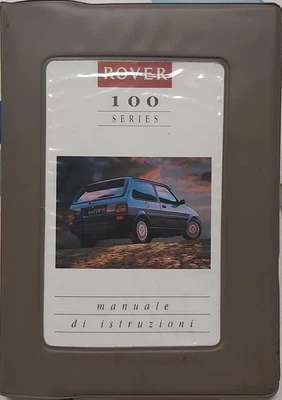 ROVER
100
SERIES
manuale
di istruzioni